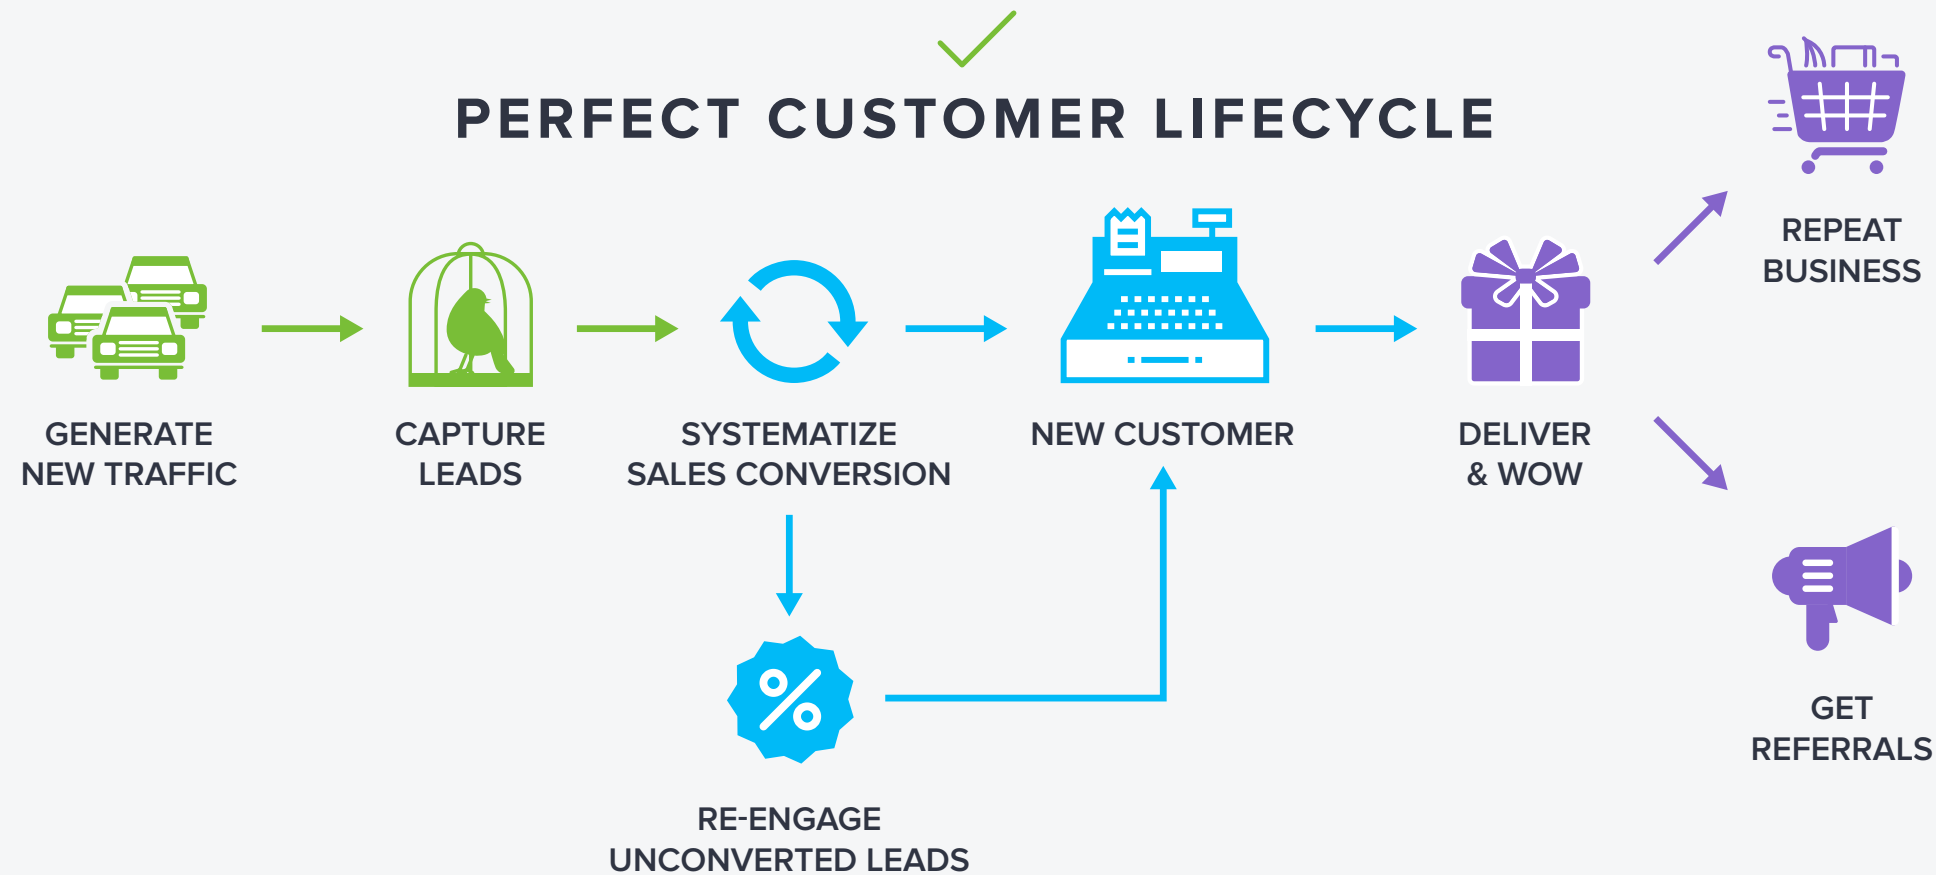 PERFECT CUSTOMER LIFECYCLE
GENERATE
NEW TRAFFIC
CAPTURE
LEADS
SYSTEMATIZE
SALES CONVERSION
NEW CUSTOMER
DELIVER
& WOW
REPEAT
BUSINESS
GET
REFERRALS
%
RE-ENGAGE
UNCONVERTED LEADS